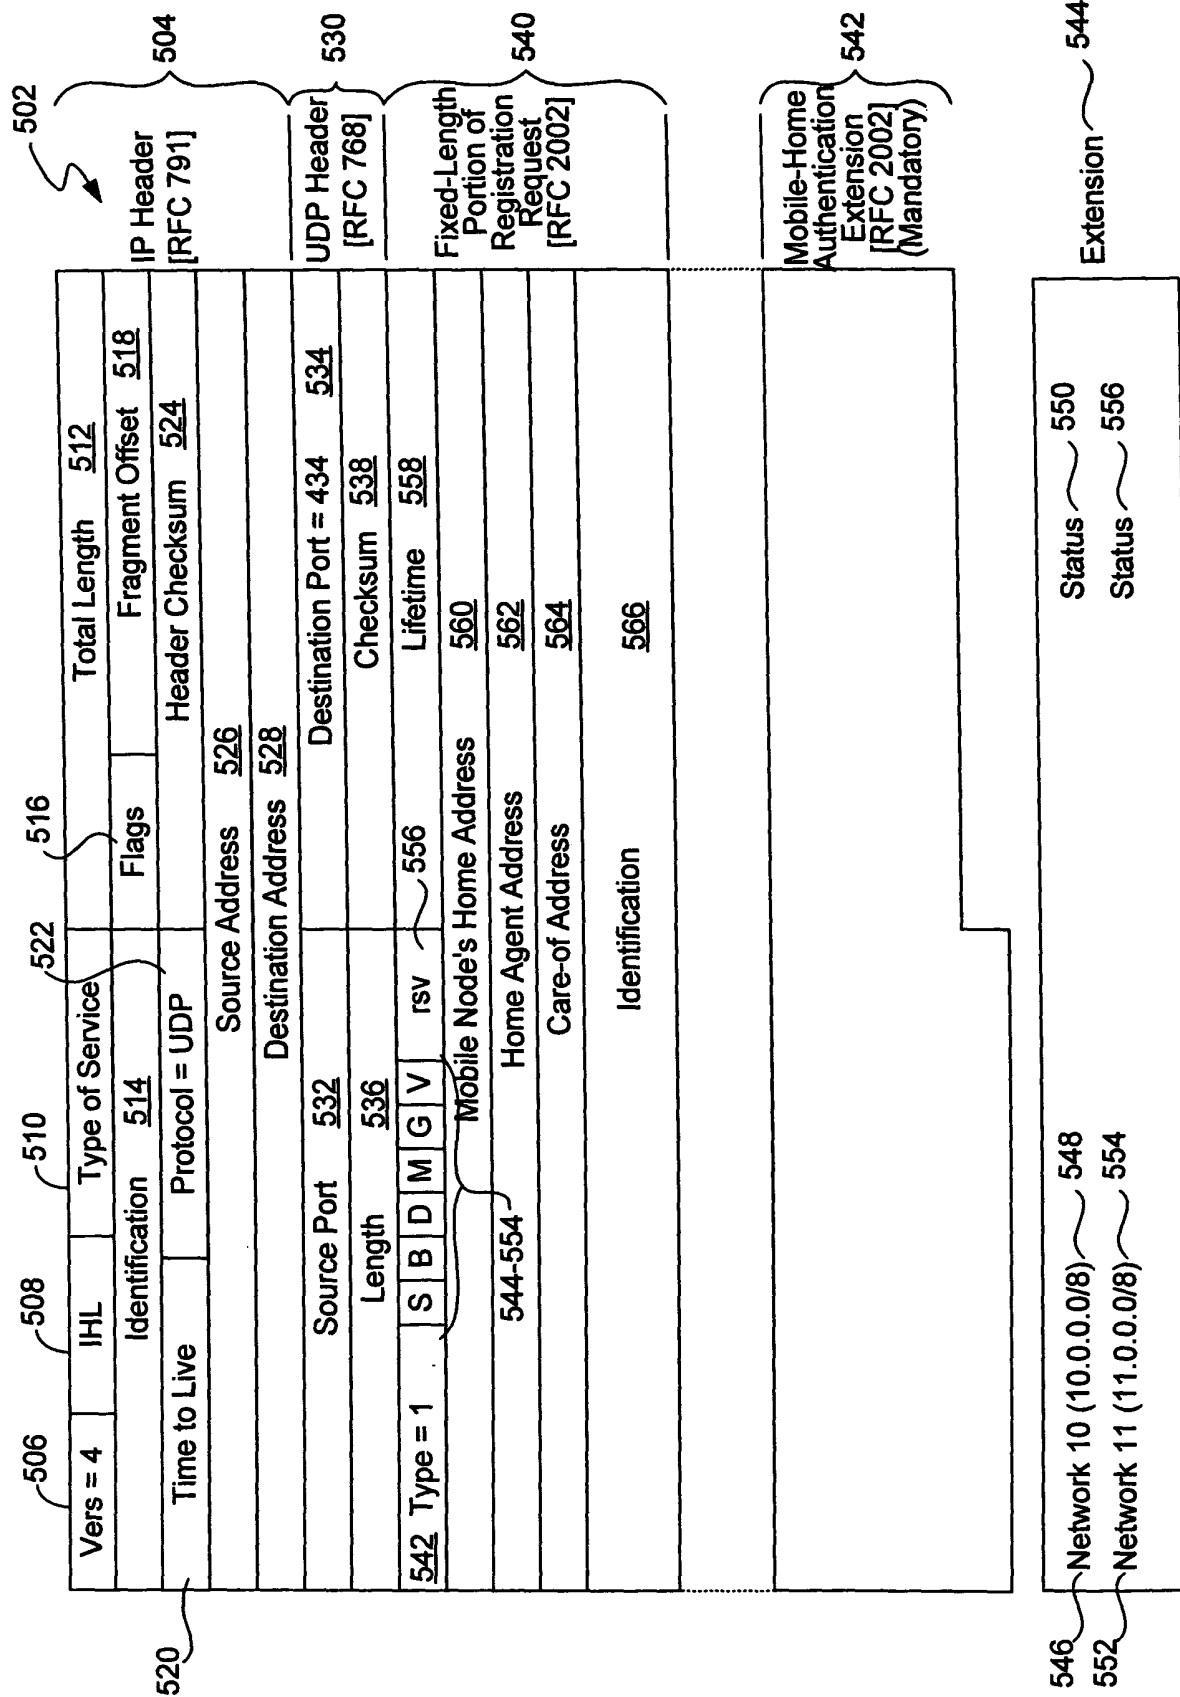 502
506
508
510
522
516
Vers = 4 IHL Type of Service Total Length 512
Identification 514 Flags Fragment Offset 518
Time to Live Protocol = UDP Header Checksum 524
520
Source Address 526
Destination Address 528
IP Header
[RFC 791]
504
Source Port 532 Destination Port = 434 534
Length 536 Checksum 538
UDP Header
[RFC 768]
530
542 Type = 1 S B D M G V rsv 556 Lifetime 558
Mobile Node's Home Address 560
544-554 Home Agent Address 562
Care-of Address 564
Identification 566
Fixed-Length
Portion of
Registration
Request
[RFC 2002]
540
Mobile-Home
Authentication
Extension
[RFC 2002]
(Mandatory)
542
546 Network 10 (10.0.0.0/8) 548 Status 550
552 Network 11 (11.0.0.0/8) 554 Status 556
Extension 544